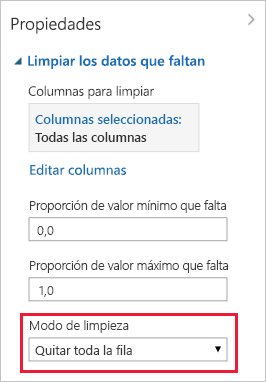 Propiedades
Limpiar los datos que faltan
Columnas para limpiar
Columnas seleccionadas:
Todas las columnas
Editar columnas
Proporción de valor mínimo que falta
0,0
Proporción de valor máximo que falta
1,0
Modo de limpieza
Quitar toda la fila